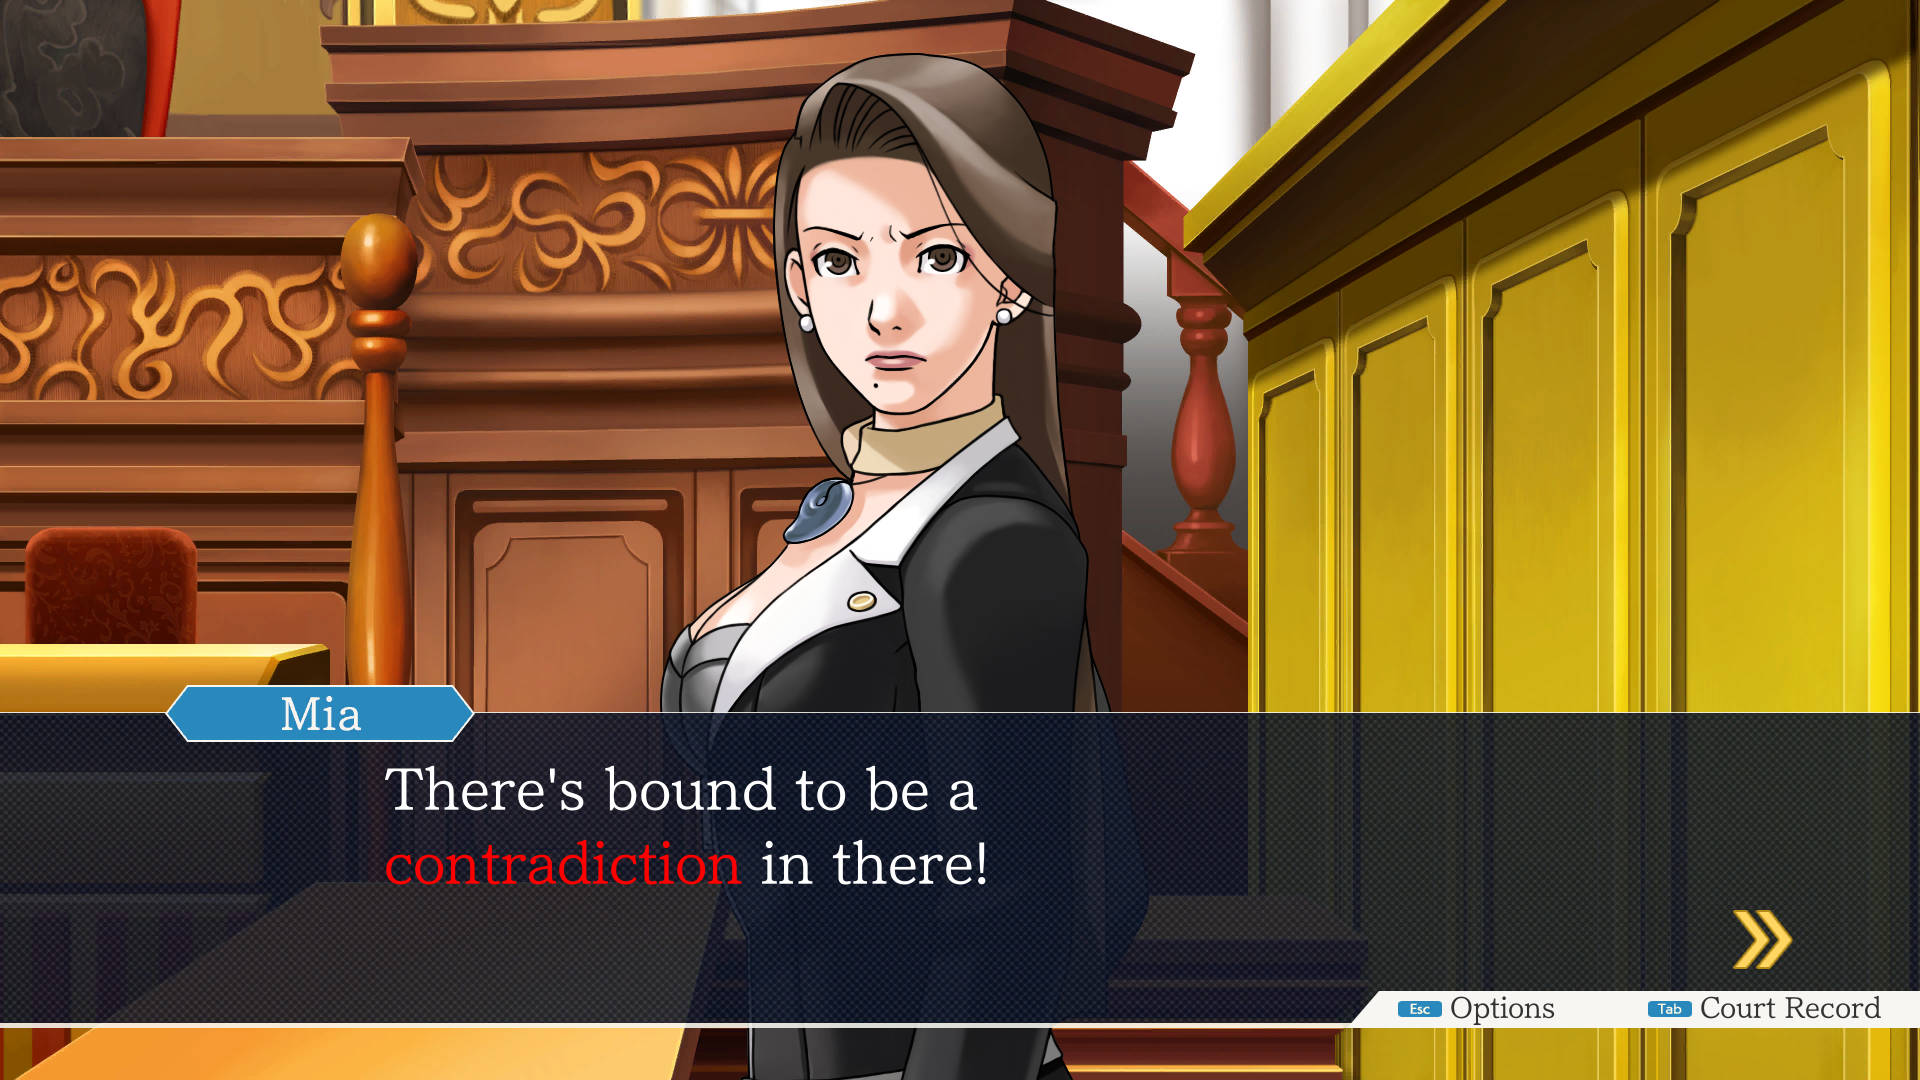 Mia
There's bound to be a
contradiction in there!
Esc Options
Tab Court Record